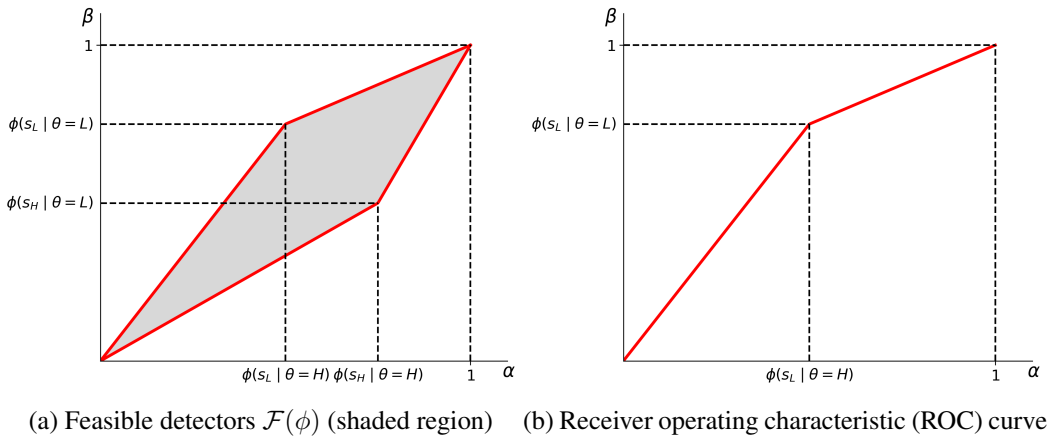 β
1
ϕ(s_L | θ = L)
ϕ(s_H | θ = L)
ϕ(s_L | θ = H) ϕ(s_H | θ = H) 1 α
(a) Feasible detectors ℱ(ϕ) (shaded region)
β
1
ϕ(s_L | θ = L)
ϕ(s_L | θ = H) 1 α
(b) Receiver operating characteristic (ROC) curve